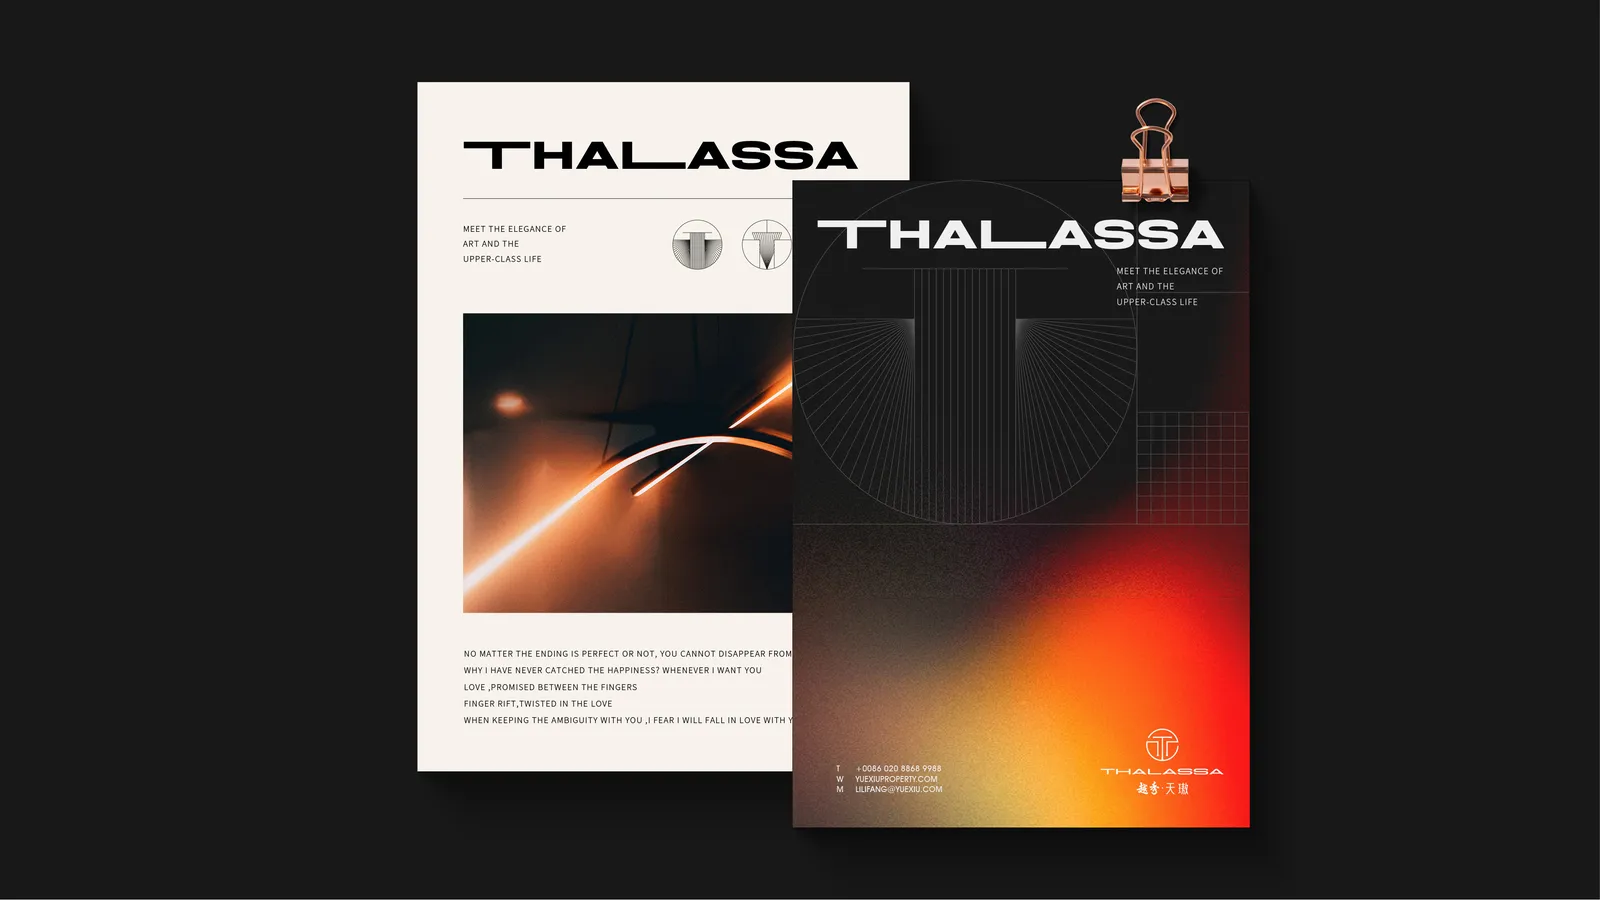 THALASSA
MEET THE ELEGANCE OF
ART AND THE
UPPER-CLASS LIFE
NO MATTER THE ENDING IS PERFECT OR NOT, YOU CANNOT DISAPPEAR FROM
WHY I HAVE NEVER CATCHED THE HAPPINESS? WHENEVER I WANT YOU
LOVE ,PROMISED BETWEEN THE FINGERS
FINGER RIFT,TWISTED IN THE LOVE
WHEN KEEPING THE AMBIGUITY WITH YOU ,I FEAR I WILL FALL IN LOVE WITH Y
THALASSA
MEET THE ELEGANCE OF
ART AND THE
UPPER-CLASS LIFE
T +0086 020 8868 9988
W YUEXIUPROPERTY.COM
M LILIFANG@YUEXIU.COM
THALASSA
越秀·天璈